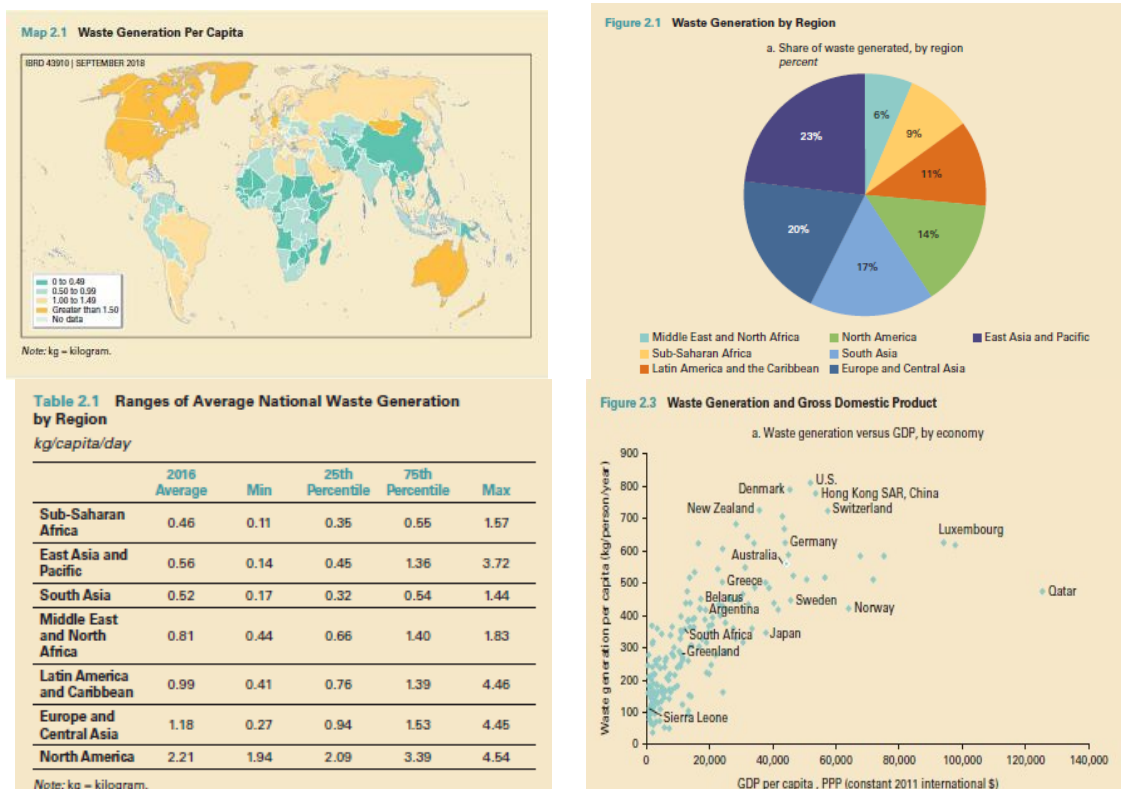 Map 2.1 Waste Generation Per Capita
IBRD 43910 | SEPTEMBER 2018
0 to 0.49
0.50 to 0.99
1.00 to 1.49
Greater than 1.50
No data
Note: kg = kilogram.
Figure 2.1 Waste Generation by Region
a. Share of waste generated, by region
percent
6%
9%
11%
14%
17%
20%
23%
Middle East and North Africa
North America
East Asia and Pacific
Sub-Saharan Africa
South Asia
Latin America and the Caribbean
Europe and Central Asia
Table 2.1 Ranges of Average National Waste Generation
by Region
kg/capita/day
2016 25th 75th
Average Min Percentile Percentile Max
Sub-Saharan
Africa 0.46 0.11 0.35 0.55 1.57
East Asia and
Pacific 0.56 0.14 0.45 1.36 3.72
South Asia 0.52 0.17 0.32 0.54 1.44
Middle East
and North 0.81 0.44 0.66 1.40 1.83
Africa
Latin America
and Caribbean 0.99 0.41 0.76 1.39 4.46
Europe and
Central Asia 1.18 0.27 0.94 1.53 4.45
North America 2.21 1.94 2.09 3.39 4.54
Note: kg = kilogram.
Figure 2.3 Waste Generation and Gross Domestic Product
a. Waste generation versus GDP, by economy
Waste generation per capita (kg/person/year)
900
800
700
600
500
400
300
200
100
0
U.S.
Denmark
Hong Kong SAR, China
New Zealand
Switzerland
Luxembourg
Germany
Australia
Greece
Qatar
Belarus
Sweden
Argentina
Norway
South Africa
Japan
Greenland
Sierra Leone
0 20,000 40,000 60,000 80,000 100,000 120,000 140,000
GDP per capita , PPP (constant 2011 international $)